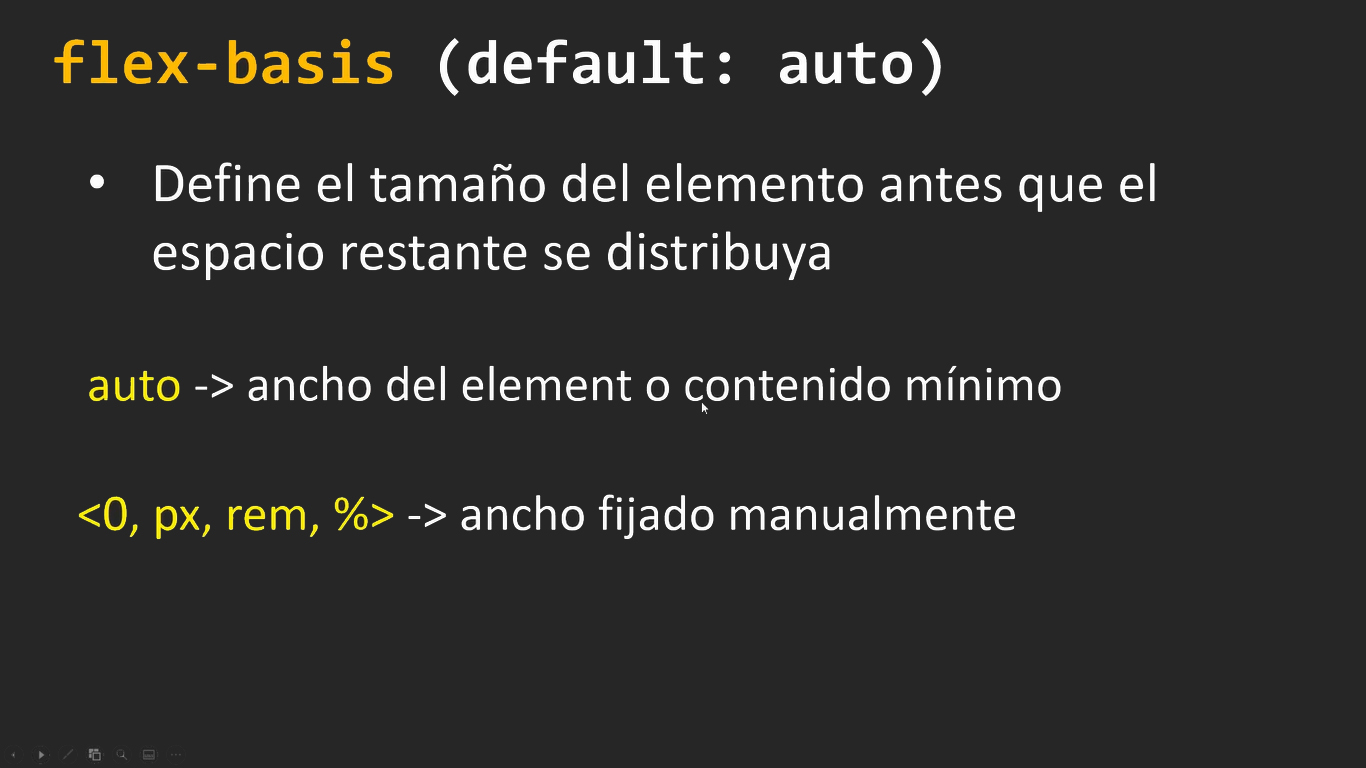 flex-basis (default: auto)
• Define el tamaño del elemento antes que el
espacio restante se distribuya
auto -> ancho del element o contenido mínimo
<0, px, rem, %> -> ancho fijado manualmente